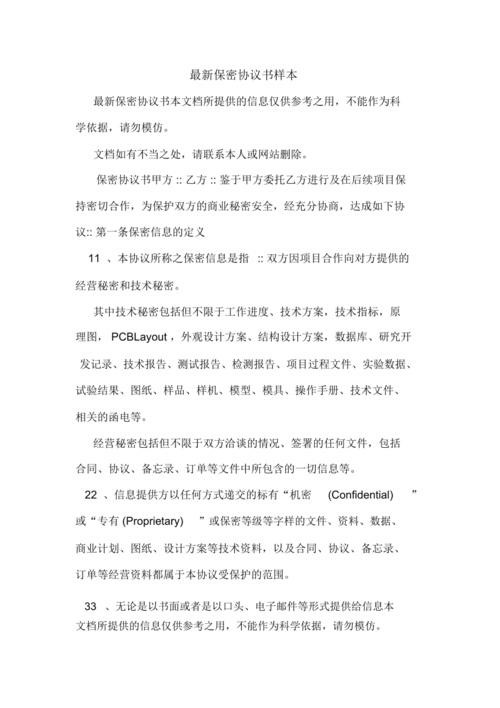 最新保密协议书样本
最新保密协议书本文档所提供的信息仅供参考之用，不能作为科
学依据，请勿模仿。
文档如有不当之处，请联系本人或网站删除。
保密协议书甲方 :: 乙方 :: 鉴于甲方委托乙方进行及在后续项目保
持密切合作，为保护双方的商业秘密安全，经充分协商，达成如下协
议:: 第一条保密信息的定义
11 、本协议所称之保密信息是指 :: 双方因项目合作向对方提供的
经营秘密和技术秘密。
其中技术秘密包括但不限于工作进度、技术方案，技术指标，原
理图，PCBLayout ，外观设计方案、结构设计方案，数据库、研究开
发记录、技术报告、测试报告、检测报告、项目过程文件、实验数据、
试验结果、图纸、样品、样机、模型、模具、操作手册、技术文件、
相关的函电等。
经营秘密包括但不限于双方洽谈的情况、签署的任何文件，包括
合同、协议、备忘录、订单等文件中所包含的一切信息等。
22 、信息提供方以任何方式递交的标有“机密 (Confidential) ”
或“专有 (Proprietary) ”或保密等级等字样的文件、资料、数据、
商业计划、图纸、设计方案等技术资料，以及合同、协议、备忘录、
订单等经营资料都属于本协议受保护的范围。
33 、无论是以书面或者是以口头、电子邮件等形式提供给信息本
文档所提供的信息仅供参考之用，不能作为科学依据，请勿模仿。